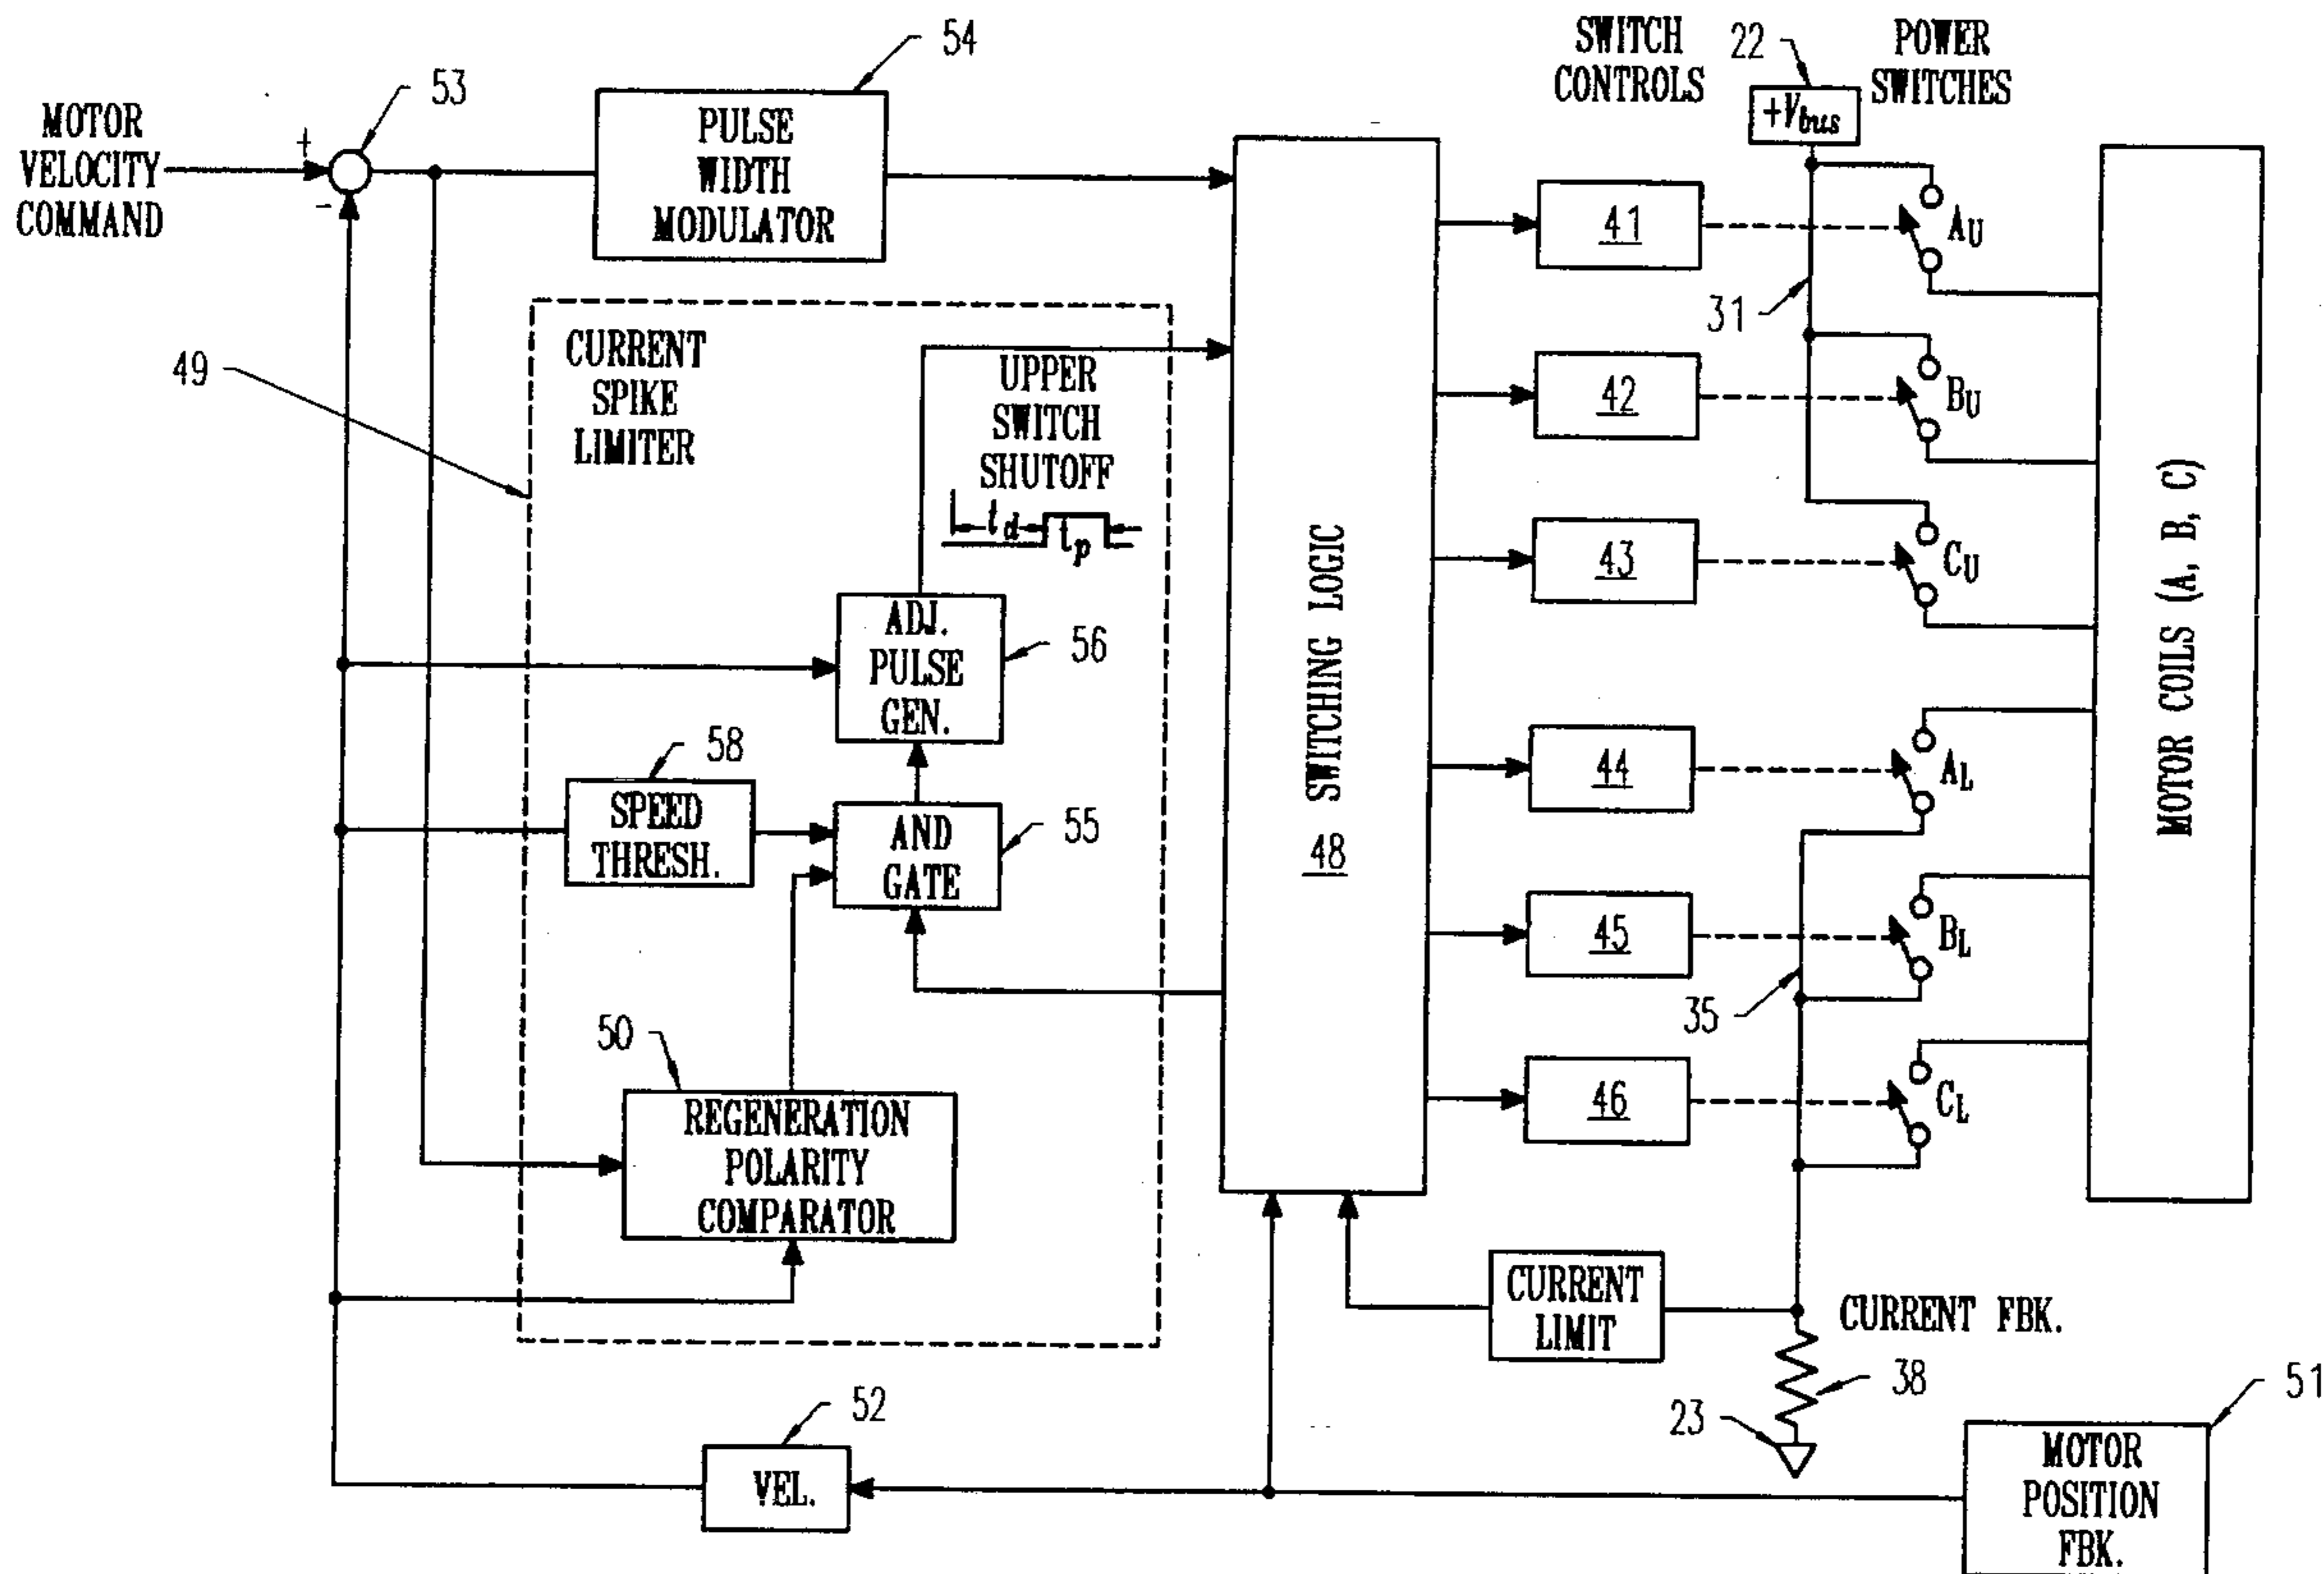 MOTOR
VELOCITY
COMMAND
+
-
53
54
PULSE
WIDTH
MODULATOR
SWITCH
CONTROLS
22
POWER
SWITCHES
+Vbus
49
CURRENT
SPIKE
LIMITER
UPPER
SWITCH
SHUTOFF
td
tp
ADJ.
PULSE
GEN.
56
58
SPEED
THRESH.
AND
GATE
55
50
REGENERATION
POLARITY
COMPARATOR
SWITCHING LOGIC
48
41
42
43
44
45
46
31
35
AU
BU
CU
AL
BL
CL
MOTOR COILS (A, B, C)
CURRENT
LIMIT
CURRENT FBK.
38
23
52
VEL.
51
MOTOR
POSITION
FBK.